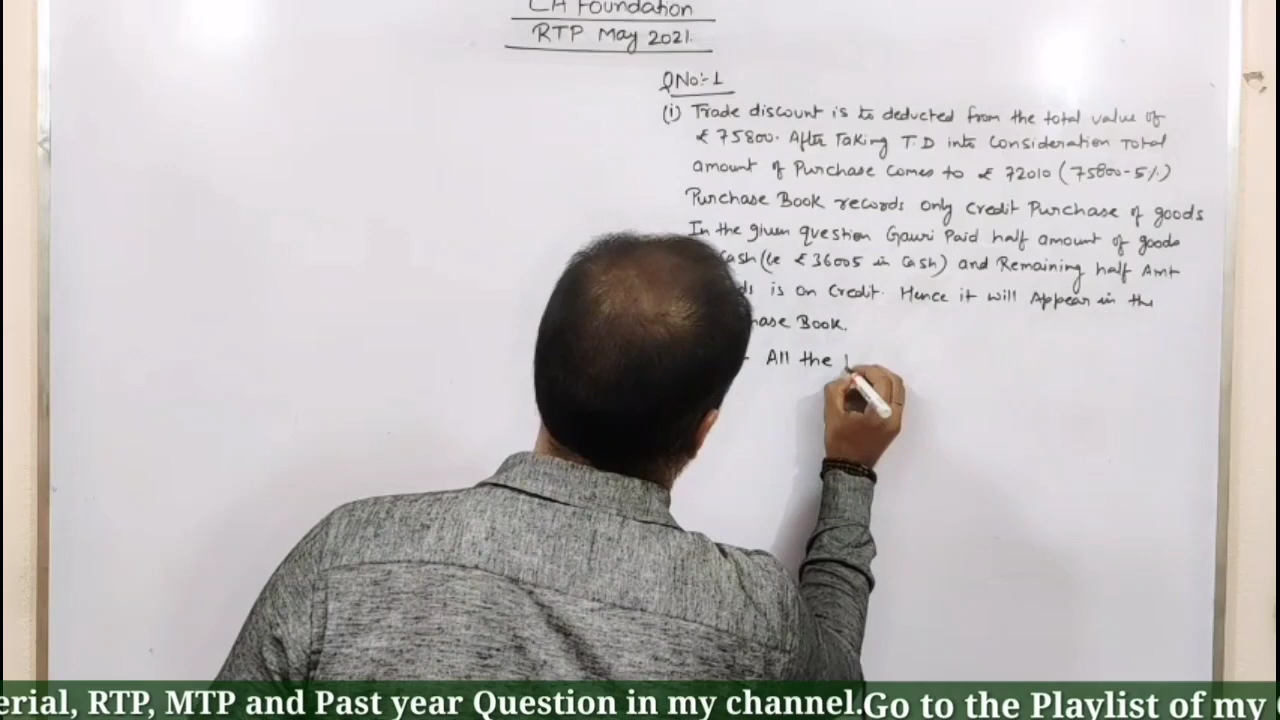 CA Foundation
RTP May 2021.
QNo:-1
(i) Trade discount is to deducted from the total value of
₹ 75800. After Taking T.D into Consideration Total
amount of Purchase Comes to ₹ 72010 (75800-5%)
Purchase Book records only Credit Purchase of goods
In the given question Gauri Paid half amount of goods
Cash (ie ₹ 36005 in Cash) and Remaining half Amt
is on Credit. Hence it will Appear in the
Book.
All the
erial, RTP, MTP and Past year Question in my channel.Go to the Playlist of my